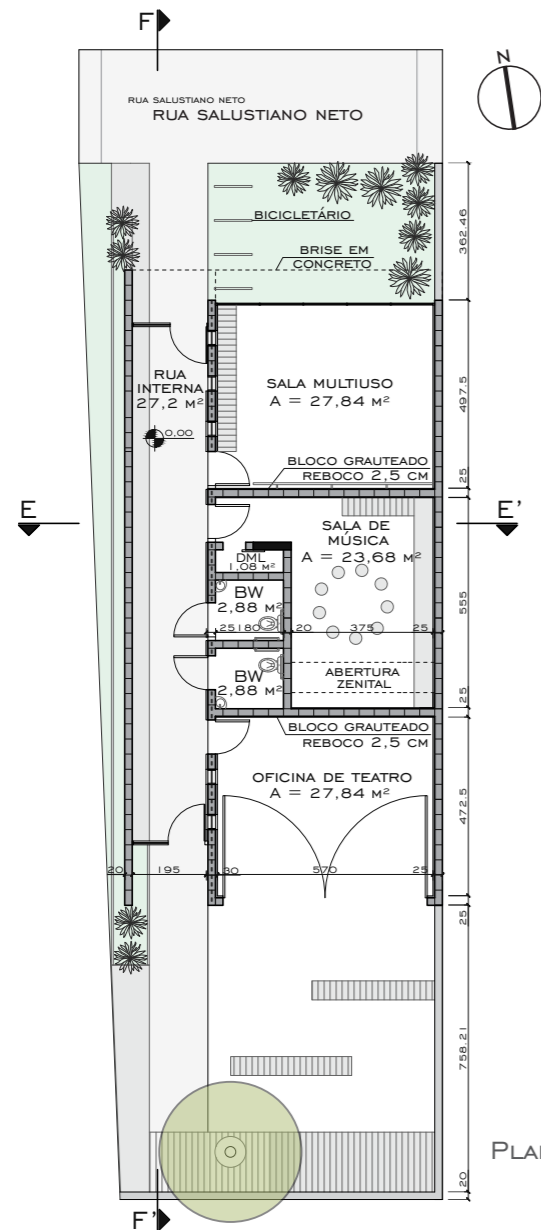 F
N
RUA SALUSTIANO NETO
RUA SALUSTIANO NETO
BICICLETÁRIO
362.46
BRISE EM
CONCRETO
RUA
INTERNA
27,2 M²
SALA MULTIUSO
A = 27,84 M²
497.5
0,00
BLOCO GRAUTEADO
REBOCO 2,5 CM
25
E
E'
SALA DE
MÚSICA
A = 23,68 M²
DML
1,08 M²
BW
2,88 M²
555
25 180 20 375 25
BW
2,88 M²
ABERTURA
ZENITAL
25
BLOCO GRAUTEADO
REBOCO 2,5 CM
OFICINA DE TEATRO
A = 27,84 M²
472.5
20 195 30 570 25
25
758.21
PLA
20
F'